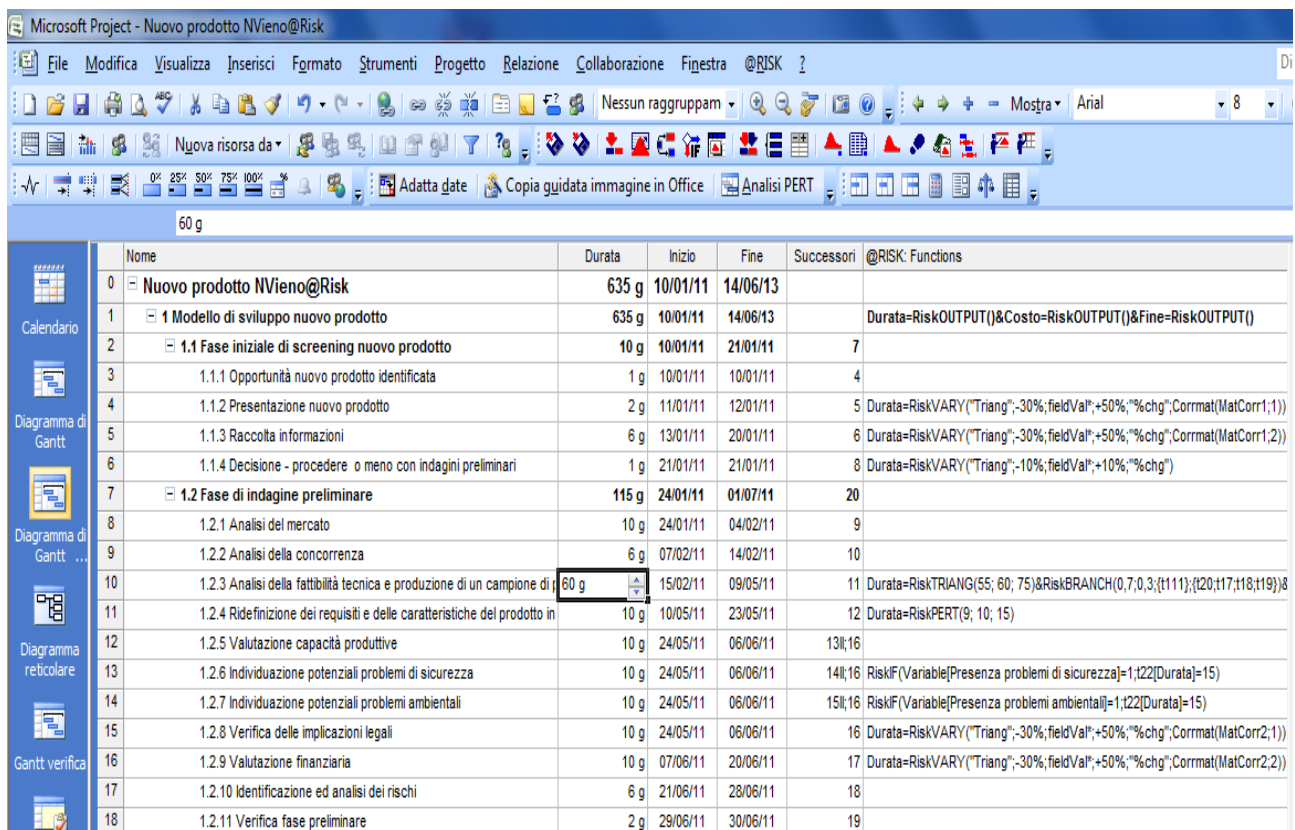 Microsoft Project - Nuovo prodotto NVieno@Risk
File Modifica Visualizza Inserisci Formato Strumenti Progetto Relazione Collaborazione Finestra @RISK ? Di
Nessun raggruppam Mostra Arial 8
Nuova risorsa da
0% 25% 50% 75% 100% Adatta date Copia guidata immagine in Office Analisi PERT
60 g
Nome Durata Inizio Fine Successori @RISK: Functions
0 Nuovo prodotto NVieno@Risk 635 g 10/01/11 14/06/13
1 1 Modello di sviluppo nuovo prodotto 635 g 10/01/11 14/06/13 Durata=RiskOUTPUT()&Costo=RiskOUTPUT()&Fine=RiskOUTPUT()
2 1.1 Fase iniziale di screening nuovo prodotto 10 g 10/01/11 21/01/11 7
3 1.1.1 Opportunità nuovo prodotto identificata 1 g 10/01/11 10/01/11 4
4 1.1.2 Presentazione nuovo prodotto 2 g 11/01/11 12/01/11 5 Durata=RiskVARY("Triang";-30%;fieldVal*;+50%;"%chg";Corrmat(MatCorr1;1))
5 1.1.3 Raccolta informazioni 6 g 13/01/11 20/01/11 6 Durata=RiskVARY("Triang";-30%;fieldVal*;+50%;"%chg";Corrmat(MatCorr1;2))
6 1.1.4 Decisione - procedere o meno con indagini preliminari 1 g 21/01/11 21/01/11 8 Durata=RiskVARY("Triang";-10%;fieldVal*;+10%;"%chg")
7 1.2 Fase di indagine preliminare 115 g 24/01/11 01/07/11 20
8 1.2.1 Analisi del mercato 10 g 24/01/11 04/02/11 9
9 1.2.2 Analisi della concorrenza 6 g 07/02/11 14/02/11 10
10 1.2.3 Analisi della fattibilità tecnica e produzione di un campione di p 60 g 15/02/11 09/05/11 11 Durata=RiskTRIANG(55; 60; 75)&RiskBRANCH(0,7;0,3;{t111};{t20;t17;t18;t19})&
11 1.2.4 Ridefinizione dei requisiti e delle caratteristiche del prodotto in 10 g 10/05/11 23/05/11 12 Durata=RiskPERT(9; 10; 15)
12 1.2.5 Valutazione capacità produttive 10 g 24/05/11 06/06/11 13II;16
13 1.2.6 Individuazione potenziali problemi di sicurezza 10 g 24/05/11 06/06/11 14II;16 RiskIF(Variable[Presenza problemi di sicurezza]=1;t22[Durata]=15)
14 1.2.7 Individuazione potenziali problemi ambientali 10 g 24/05/11 06/06/11 15II;16 RiskIF(Variable[Presenza problemi ambientali]=1;t22[Durata]=15)
15 1.2.8 Verifica delle implicazioni legali 10 g 24/05/11 06/06/11 16 Durata=RiskVARY("Triang";-30%;fieldVal*;+50%;"%chg";Corrmat(MatCorr2;1))
16 1.2.9 Valutazione finanziaria 10 g 07/06/11 20/06/11 17 Durata=RiskVARY("Triang";-30%;fieldVal*;+50%;"%chg";Corrmat(MatCorr2;2))
17 1.2.10 Identificazione ed analisi dei rischi 6 g 21/06/11 28/06/11 18
18 1.2.11 Verifica fase preliminare 2 g 29/06/11 30/06/11 19
Calendario
Diagramma di
Gantt
Diagramma di
Gantt ...
Diagramma
reticolare
Gantt verifica